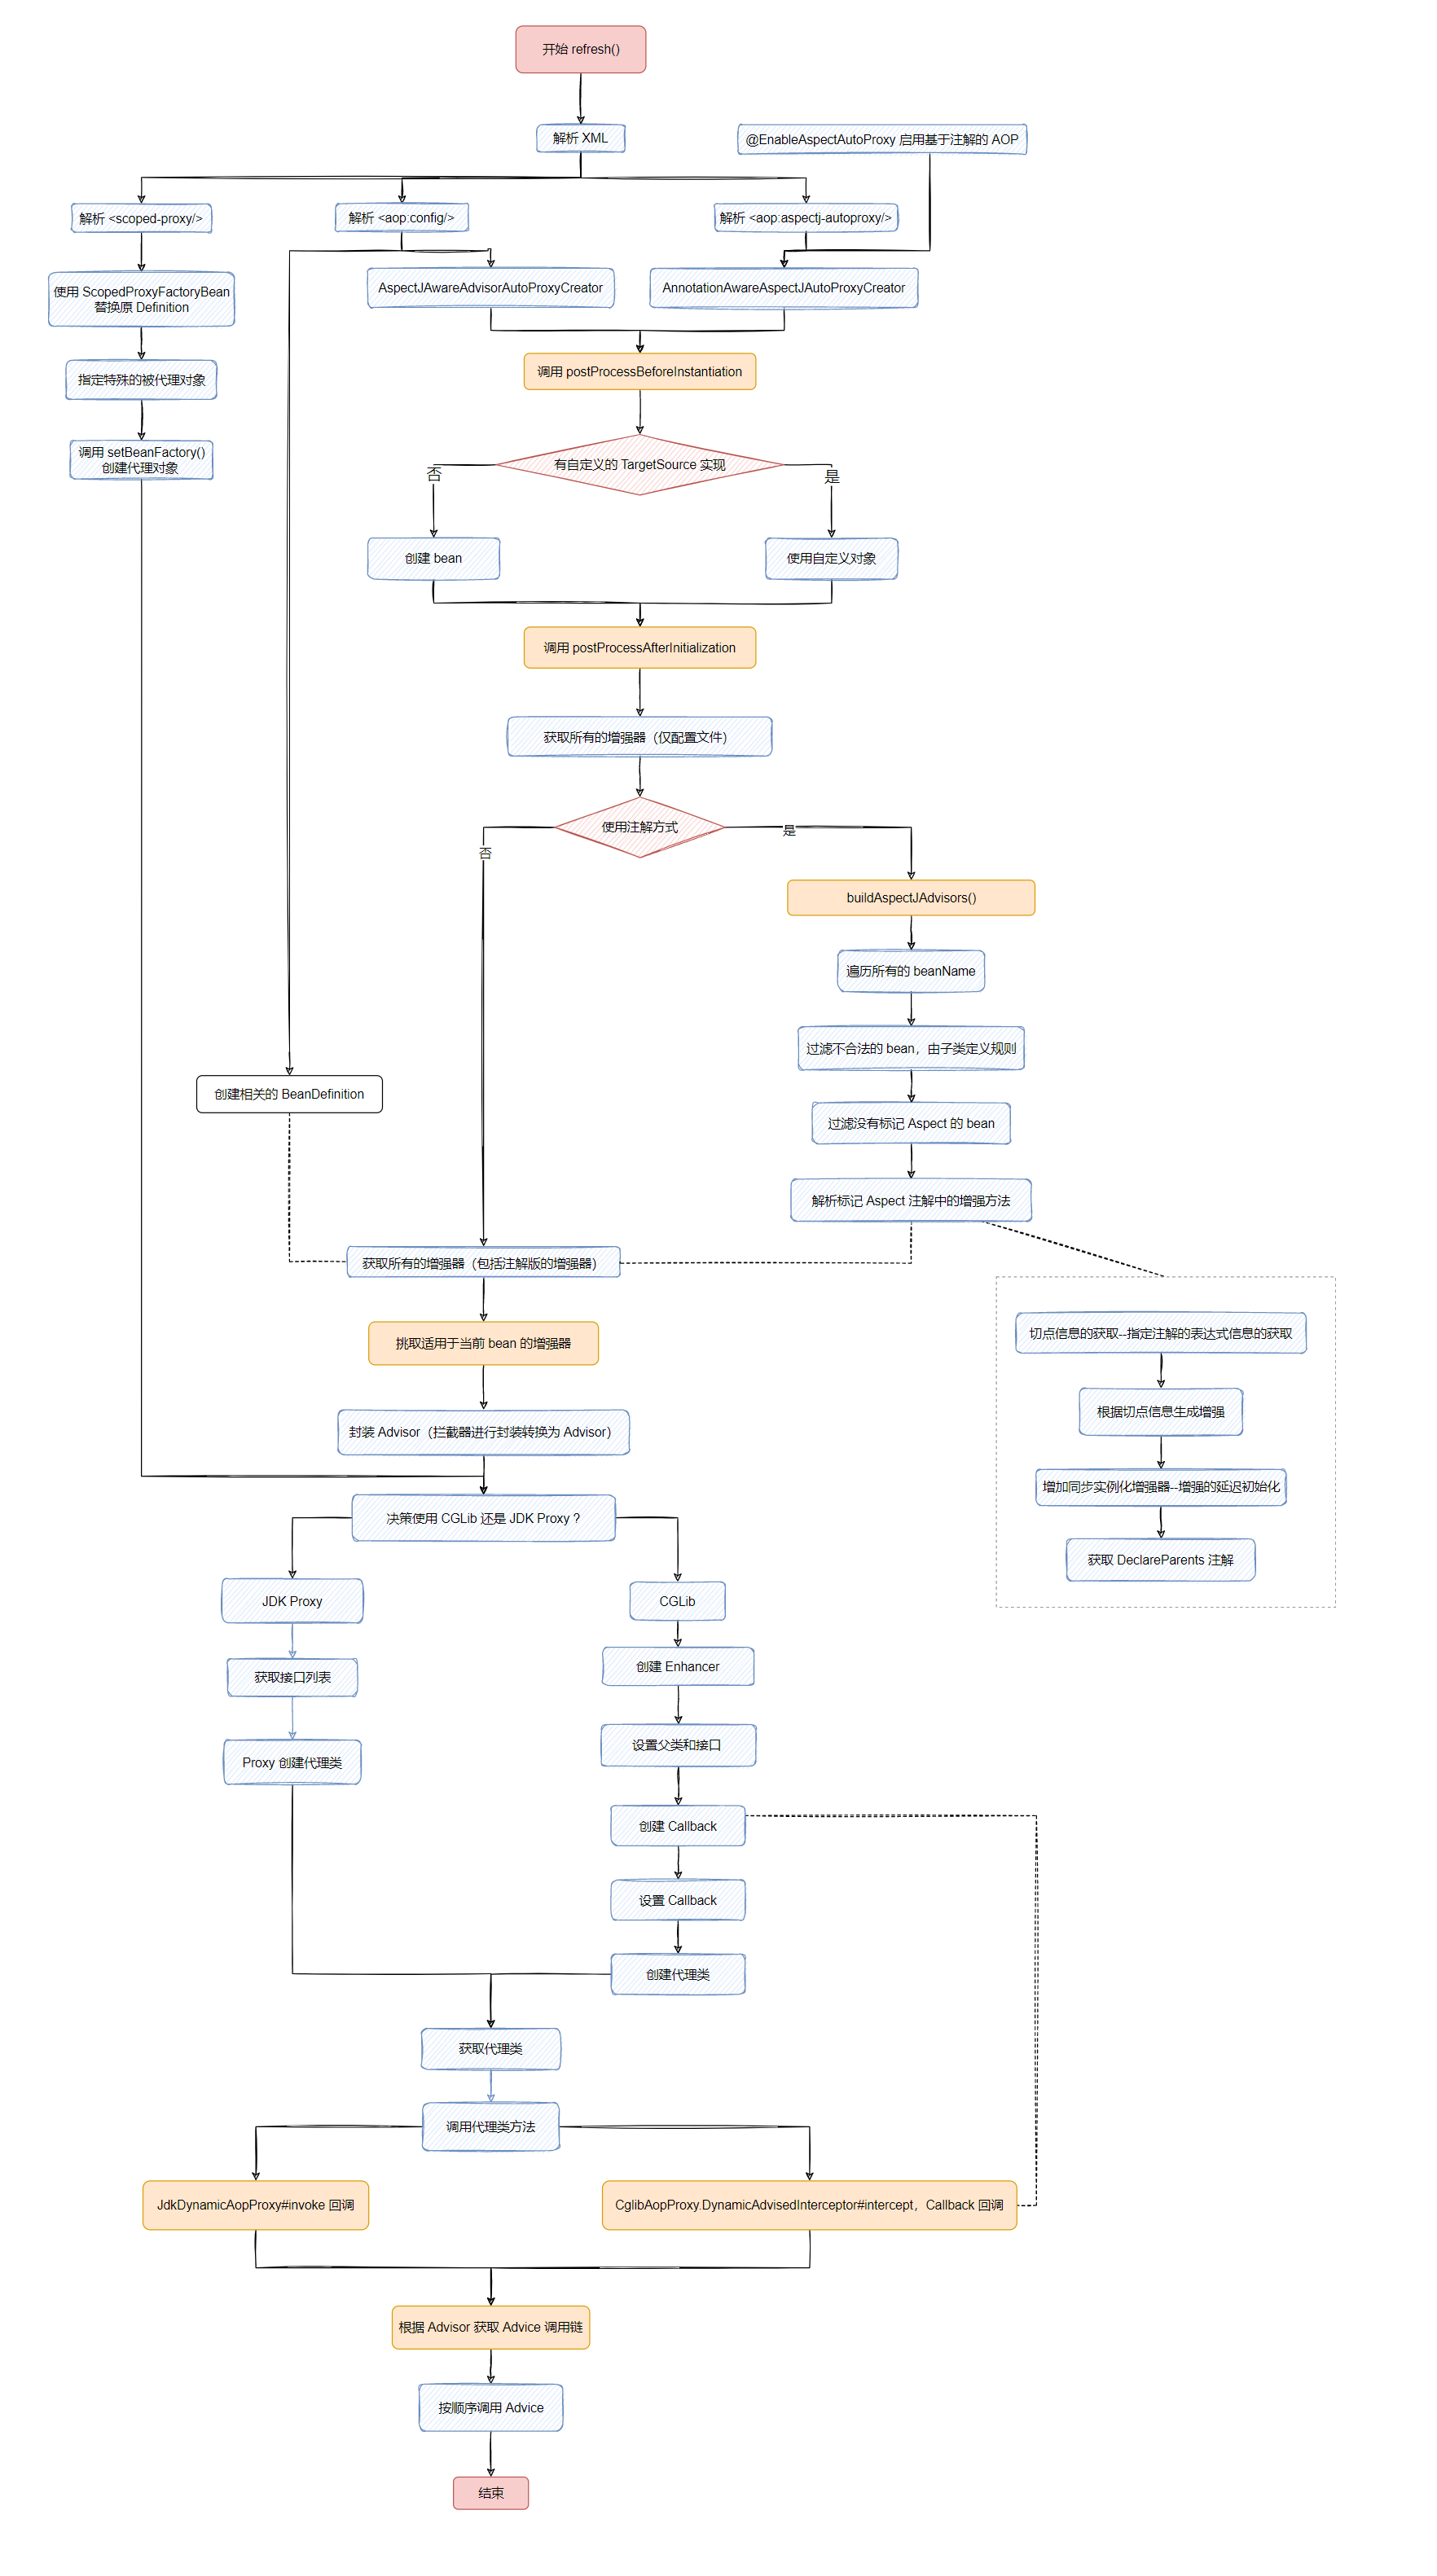 开始 refresh()
解析 XML
@EnableAspectAutoProxy 启用基于注解的 AOP
解析 <scoped-proxy/>
解析 <aop:config/>
解析 <aop:aspectj-autoproxy/>
使用 ScopedProxyFactoryBean
替换原 Definition
AspectJAwareAdvisorAutoProxyCreator
AnnotationAwareAspectJAutoProxyCreator
指定特殊的被代理对象
调用 postProcessBeforeInstantiation
调用 setBeanFactory()
创建代理对象
有自定义的 TargetSource 实现
否
是
创建 bean
使用自定义对象
调用 postProcessAfterInitialization
获取所有的增强器（仅配置文件）
使用注解方式
是
否
buildAspectJAdvisors()
遍历所有的 beanName
过滤不合法的 bean，由子类定义规则
创建相关的 BeanDefinition
过滤没有标记 Aspect 的 bean
解析标记 Aspect 注解中的增强方法
获取所有的增强器（包括注解版的增强器）
挑取适用于当前 bean 的增强器
切点信息的获取--指定注解的表达式信息的获取
根据切点信息生成增强
封装 Advisor（拦截器进行封装转换为 Advisor）
增加同步实例化增强器--增强的延迟初始化
决策使用 CGLib 还是 JDK Proxy ?
获取 DeclareParents 注解
JDK Proxy
CGLib
获取接口列表
创建 Enhancer
Proxy 创建代理类
设置父类和接口
创建 Callback
设置 Callback
创建代理类
获取代理类
调用代理类方法
JdkDynamicAopProxy#invoke 回调
CglibAopProxy.DynamicAdvisedInterceptor#intercept，Callback 回调
根据 Advisor 获取 Advice 调用链
按顺序调用 Advice
结束